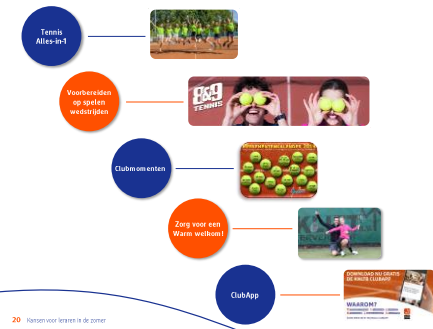 Tennis
Alles-in-1
Voorbereiden
op spelen
wedstrijden
8&9
TENNIS
Clubmomenten
Zorg voor een
Warm welkom!
ClubApp
DOWNLOAD NU GRATIS
DE KNLTB CLUBAPP!
WAAROM?
20 Kansen voor leraren in de zomer